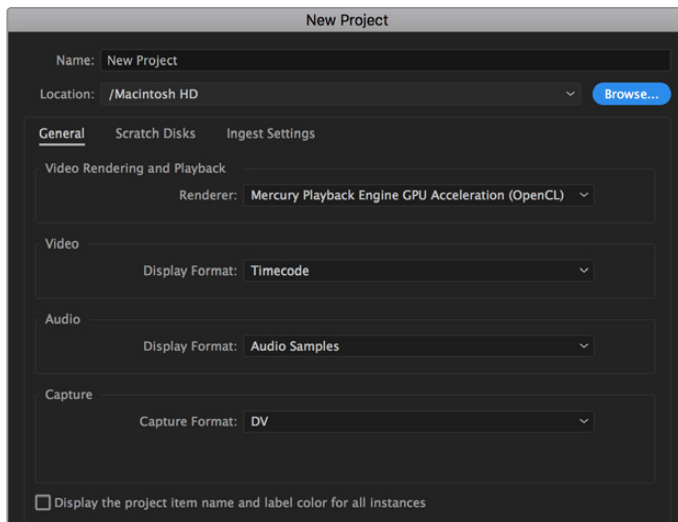 New Project
Name: New Project
Location: /Macintosh HD Browse...
General Scratch Disks Ingest Settings
Video Rendering and Playback
Renderer: Mercury Playback Engine GPU Acceleration (OpenCL)
Video
Display Format: Timecode
Audio
Display Format: Audio Samples
Capture
Capture Format: DV
Display the project item name and label color for all instances